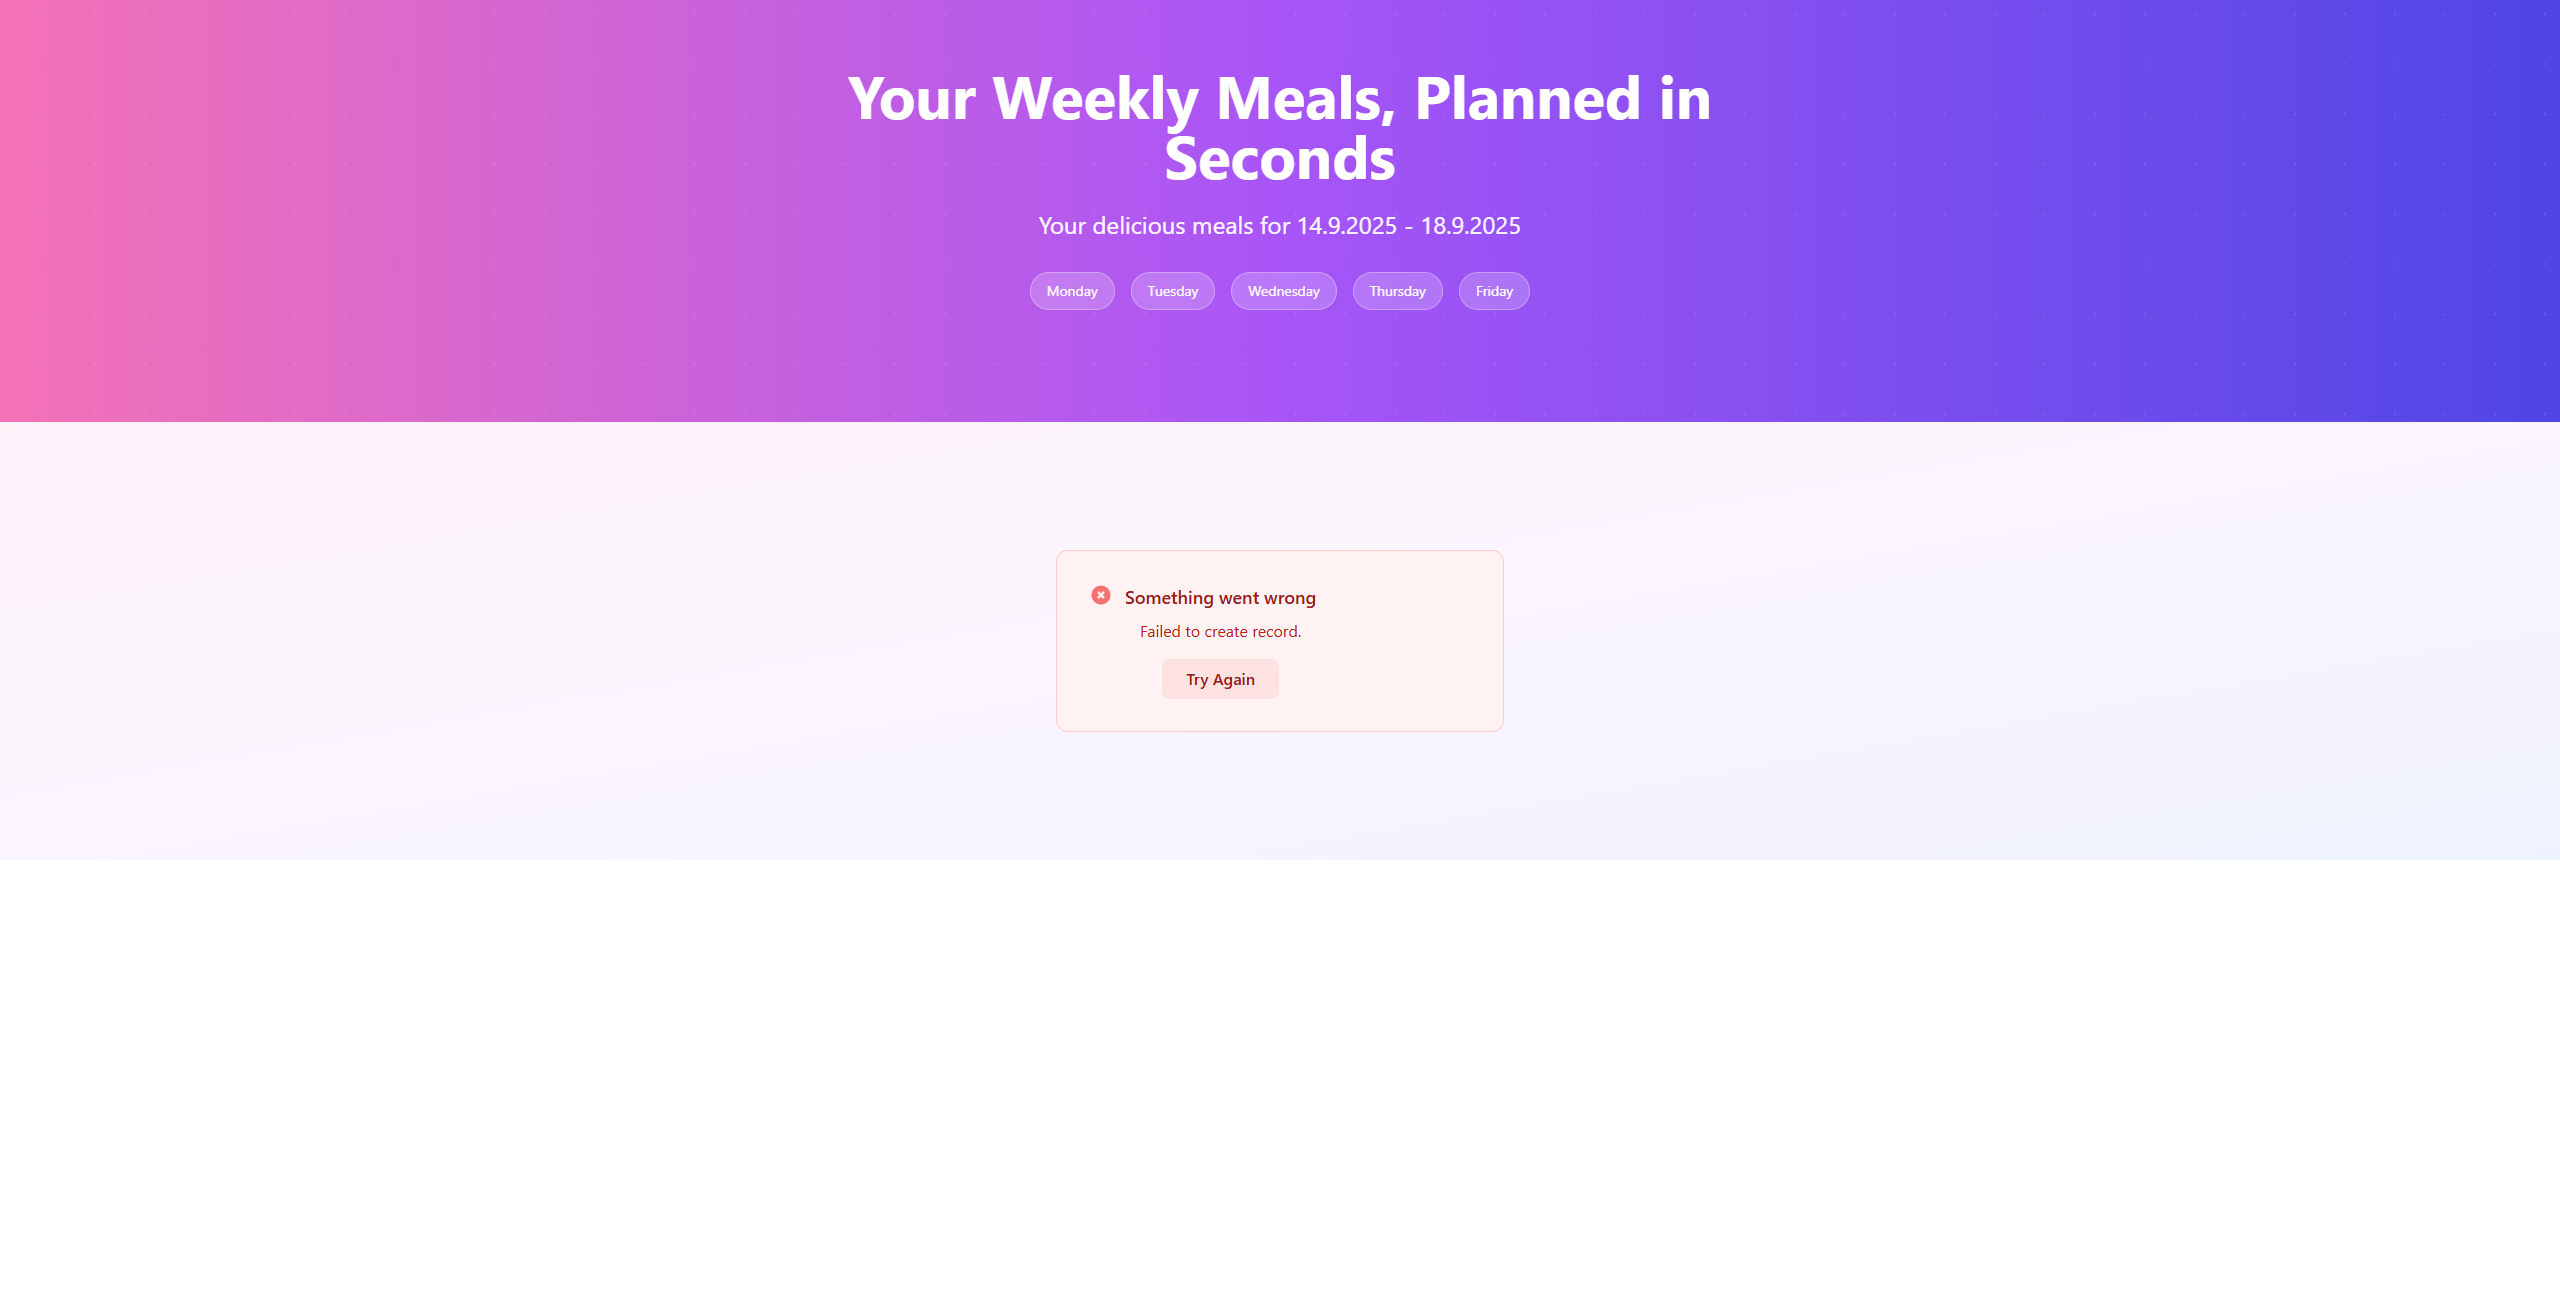 Your Weekly Meals, Planned in
Seconds
Your delicious meals for 14.9.2025 - 18.9.2025
Monday Tuesday Wednesday Thursday Friday
Something went wrong
Failed to create record.
Try Again